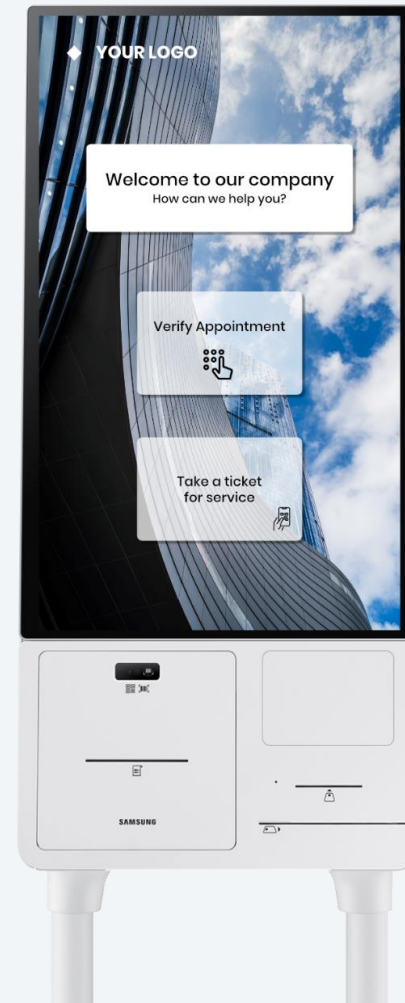 YOUR LOGO
Welcome to our company
How can we help you?
Verify Appointment
Take a ticket
for service
SAMSUNG